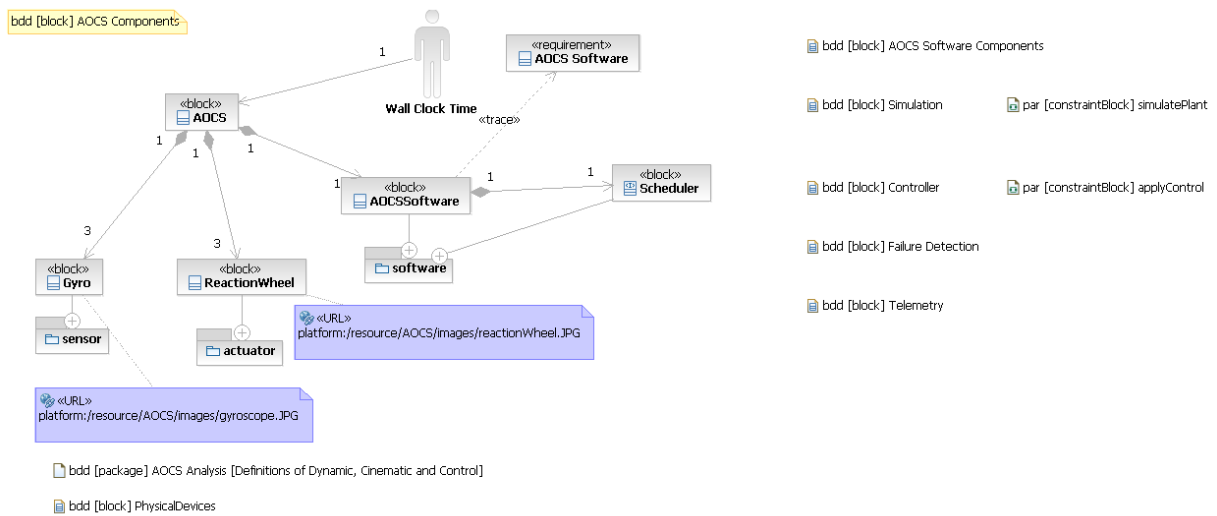 bdd [block] AOCS Components
1
Wall Clock Time
«requirement»
AOCS Software
«trace»
«block»
AOCS
1
1
1
1
«block»
AOCSSoftware
1
1
«block»
Scheduler
software
3
«block»
Gyro
sensor
3
«block»
ReactionWheel
actuator
«URL»
platform:/resource/AOCS/images/reactionWheel.JPG
«URL»
platform:/resource/AOCS/images/gyroscope.JPG
bdd [package] AOCS Analysis [Definitions of Dynamic, Cinematic and Control]
bdd [block] PhysicalDevices
bdd [block] AOCS Software Components
bdd [block] Simulation
par [constraintBlock] simulatePlant
bdd [block] Controller
par [constraintBlock] applyControl
bdd [block] Failure Detection
bdd [block] Telemetry